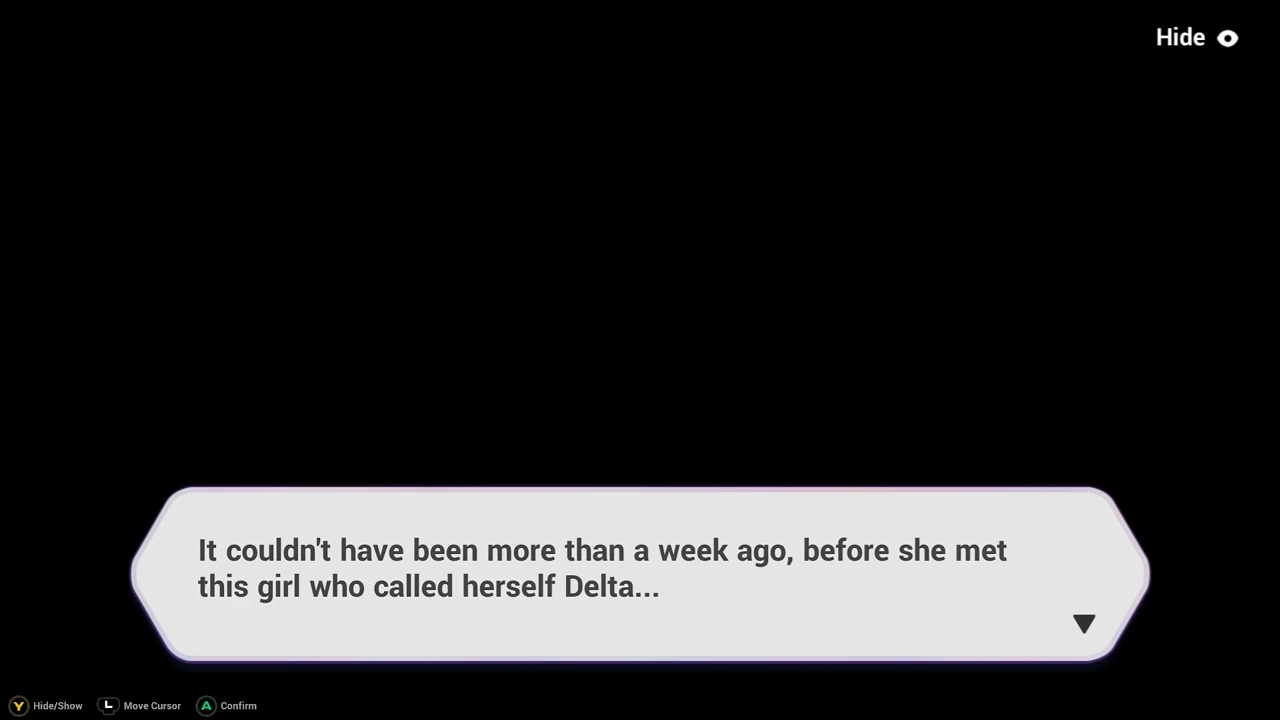 Hide
It couldn't have been more than a week ago, before she met
this girl who called herself Delta...
Y Hide/Show L Move Cursor A Confirm